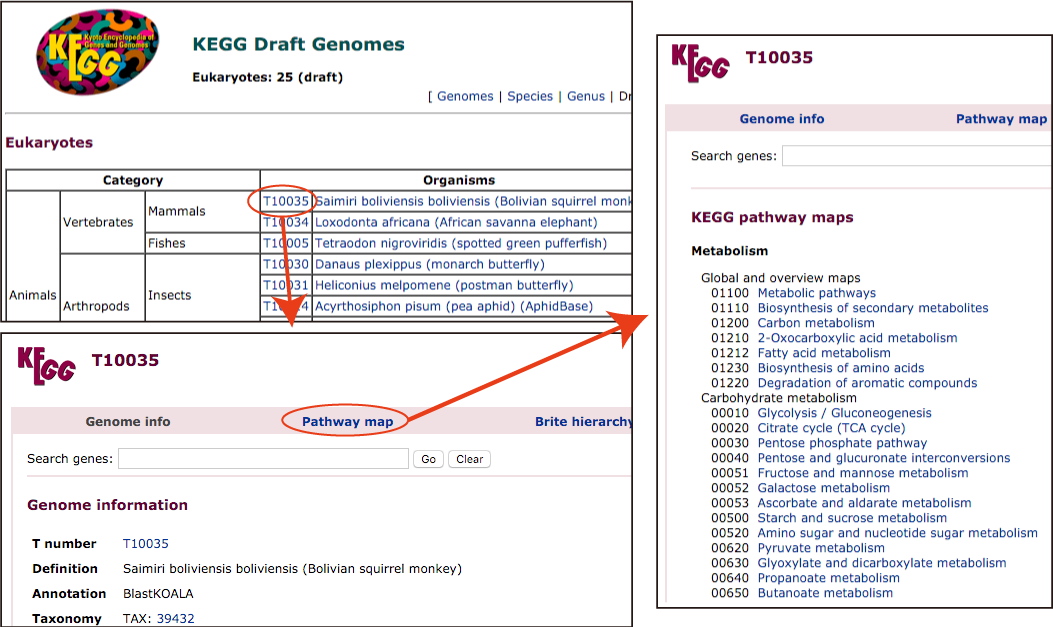 Kyoto Encyclopedia of
Genes and Genomes
KEGG
KEGG Draft Genomes
Eukaryotes: 25 (draft)
[ Genomes | Species | Genus | Dr
Eukaryotes
Category Organisms
Animals
Vertebrates
Mammals
T10035 Saimiri boliviensis boliviensis (Bolivian squirrel monk
T10034 Loxodonta africana (African savanna elephant)
Fishes
T10005 Tetraodon nigroviridis (spotted green pufferfish)
Arthropods
Insects
T10030 Danaus plexippus (monarch butterfly)
T10031 Heliconius melpomene (postman butterfly)
Acyrthosiphon pisum (pea aphid) (AphidBase)
KEGG T10035
Genome info Pathway map Brite hierarchy
Search genes: Go Clear
Genome information
T number T10035
Definition Saimiri boliviensis boliviensis (Bolivian squirrel monkey)
Annotation BlastKOALA
Taxonomy TAX: 39432
KEGG T10035
Genome info Pathway map
Search genes:
KEGG pathway maps
Metabolism
Global and overview maps
01100 Metabolic pathways
01110 Biosynthesis of secondary metabolites
01200 Carbon metabolism
01210 2-Oxocarboxylic acid metabolism
01212 Fatty acid metabolism
01230 Biosynthesis of amino acids
01220 Degradation of aromatic compounds
Carbohydrate metabolism
00010 Glycolysis / Gluconeogenesis
00020 Citrate cycle (TCA cycle)
00030 Pentose phosphate pathway
00040 Pentose and glucuronate interconversions
00051 Fructose and mannose metabolism
00052 Galactose metabolism
00053 Ascorbate and aldarate metabolism
00500 Starch and sucrose metabolism
00520 Amino sugar and nucleotide sugar metabolism
00620 Pyruvate metabolism
00630 Glyoxylate and dicarboxylate metabolism
00640 Propanoate metabolism
00650 Butanoate metabolism